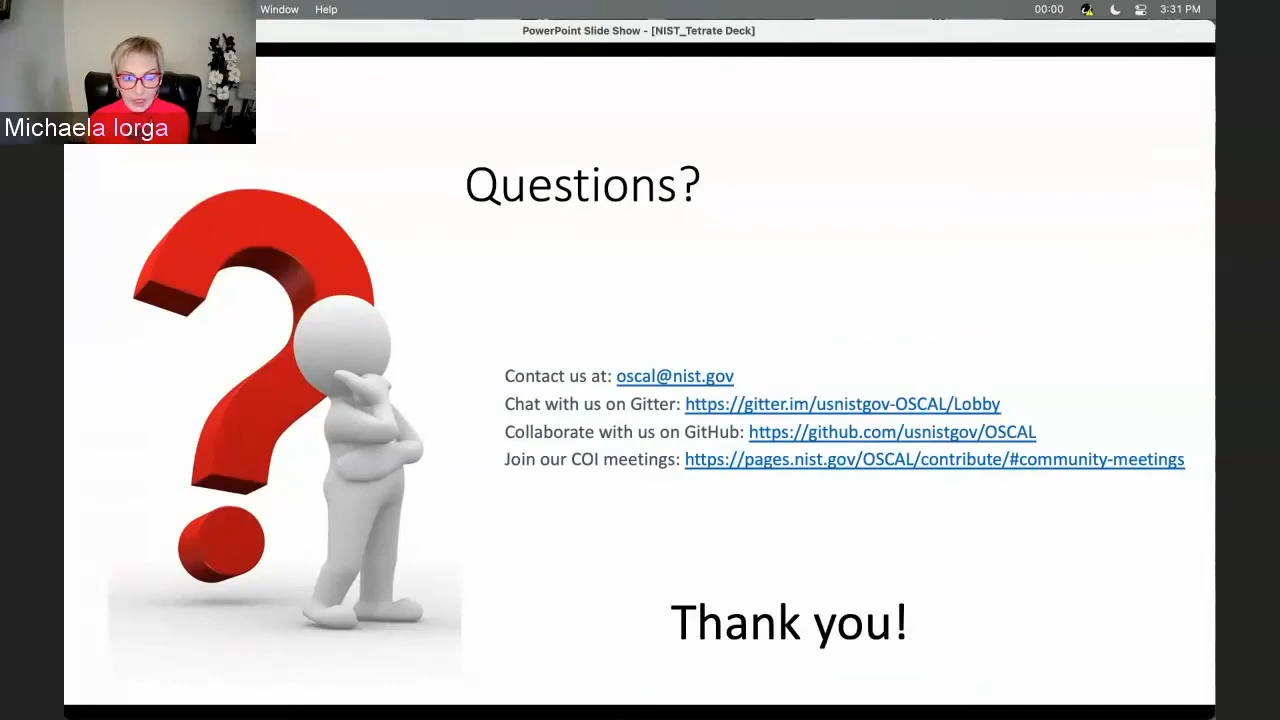 Window Help
00:00 3:31 PM
PowerPoint Slide Show - [NIST_Tetrate Deck]
Michaela Iorga
Questions?
Contact us at: oscal@nist.gov
Chat with us on Gitter: https://gitter.im/usnistgov-OSCAL/Lobby
Collaborate with us on GitHub: https://github.com/usnistgov/OSCAL
Join our COI meetings: https://pages.nist.gov/OSCAL/contribute/#community-meetings
Thank you!